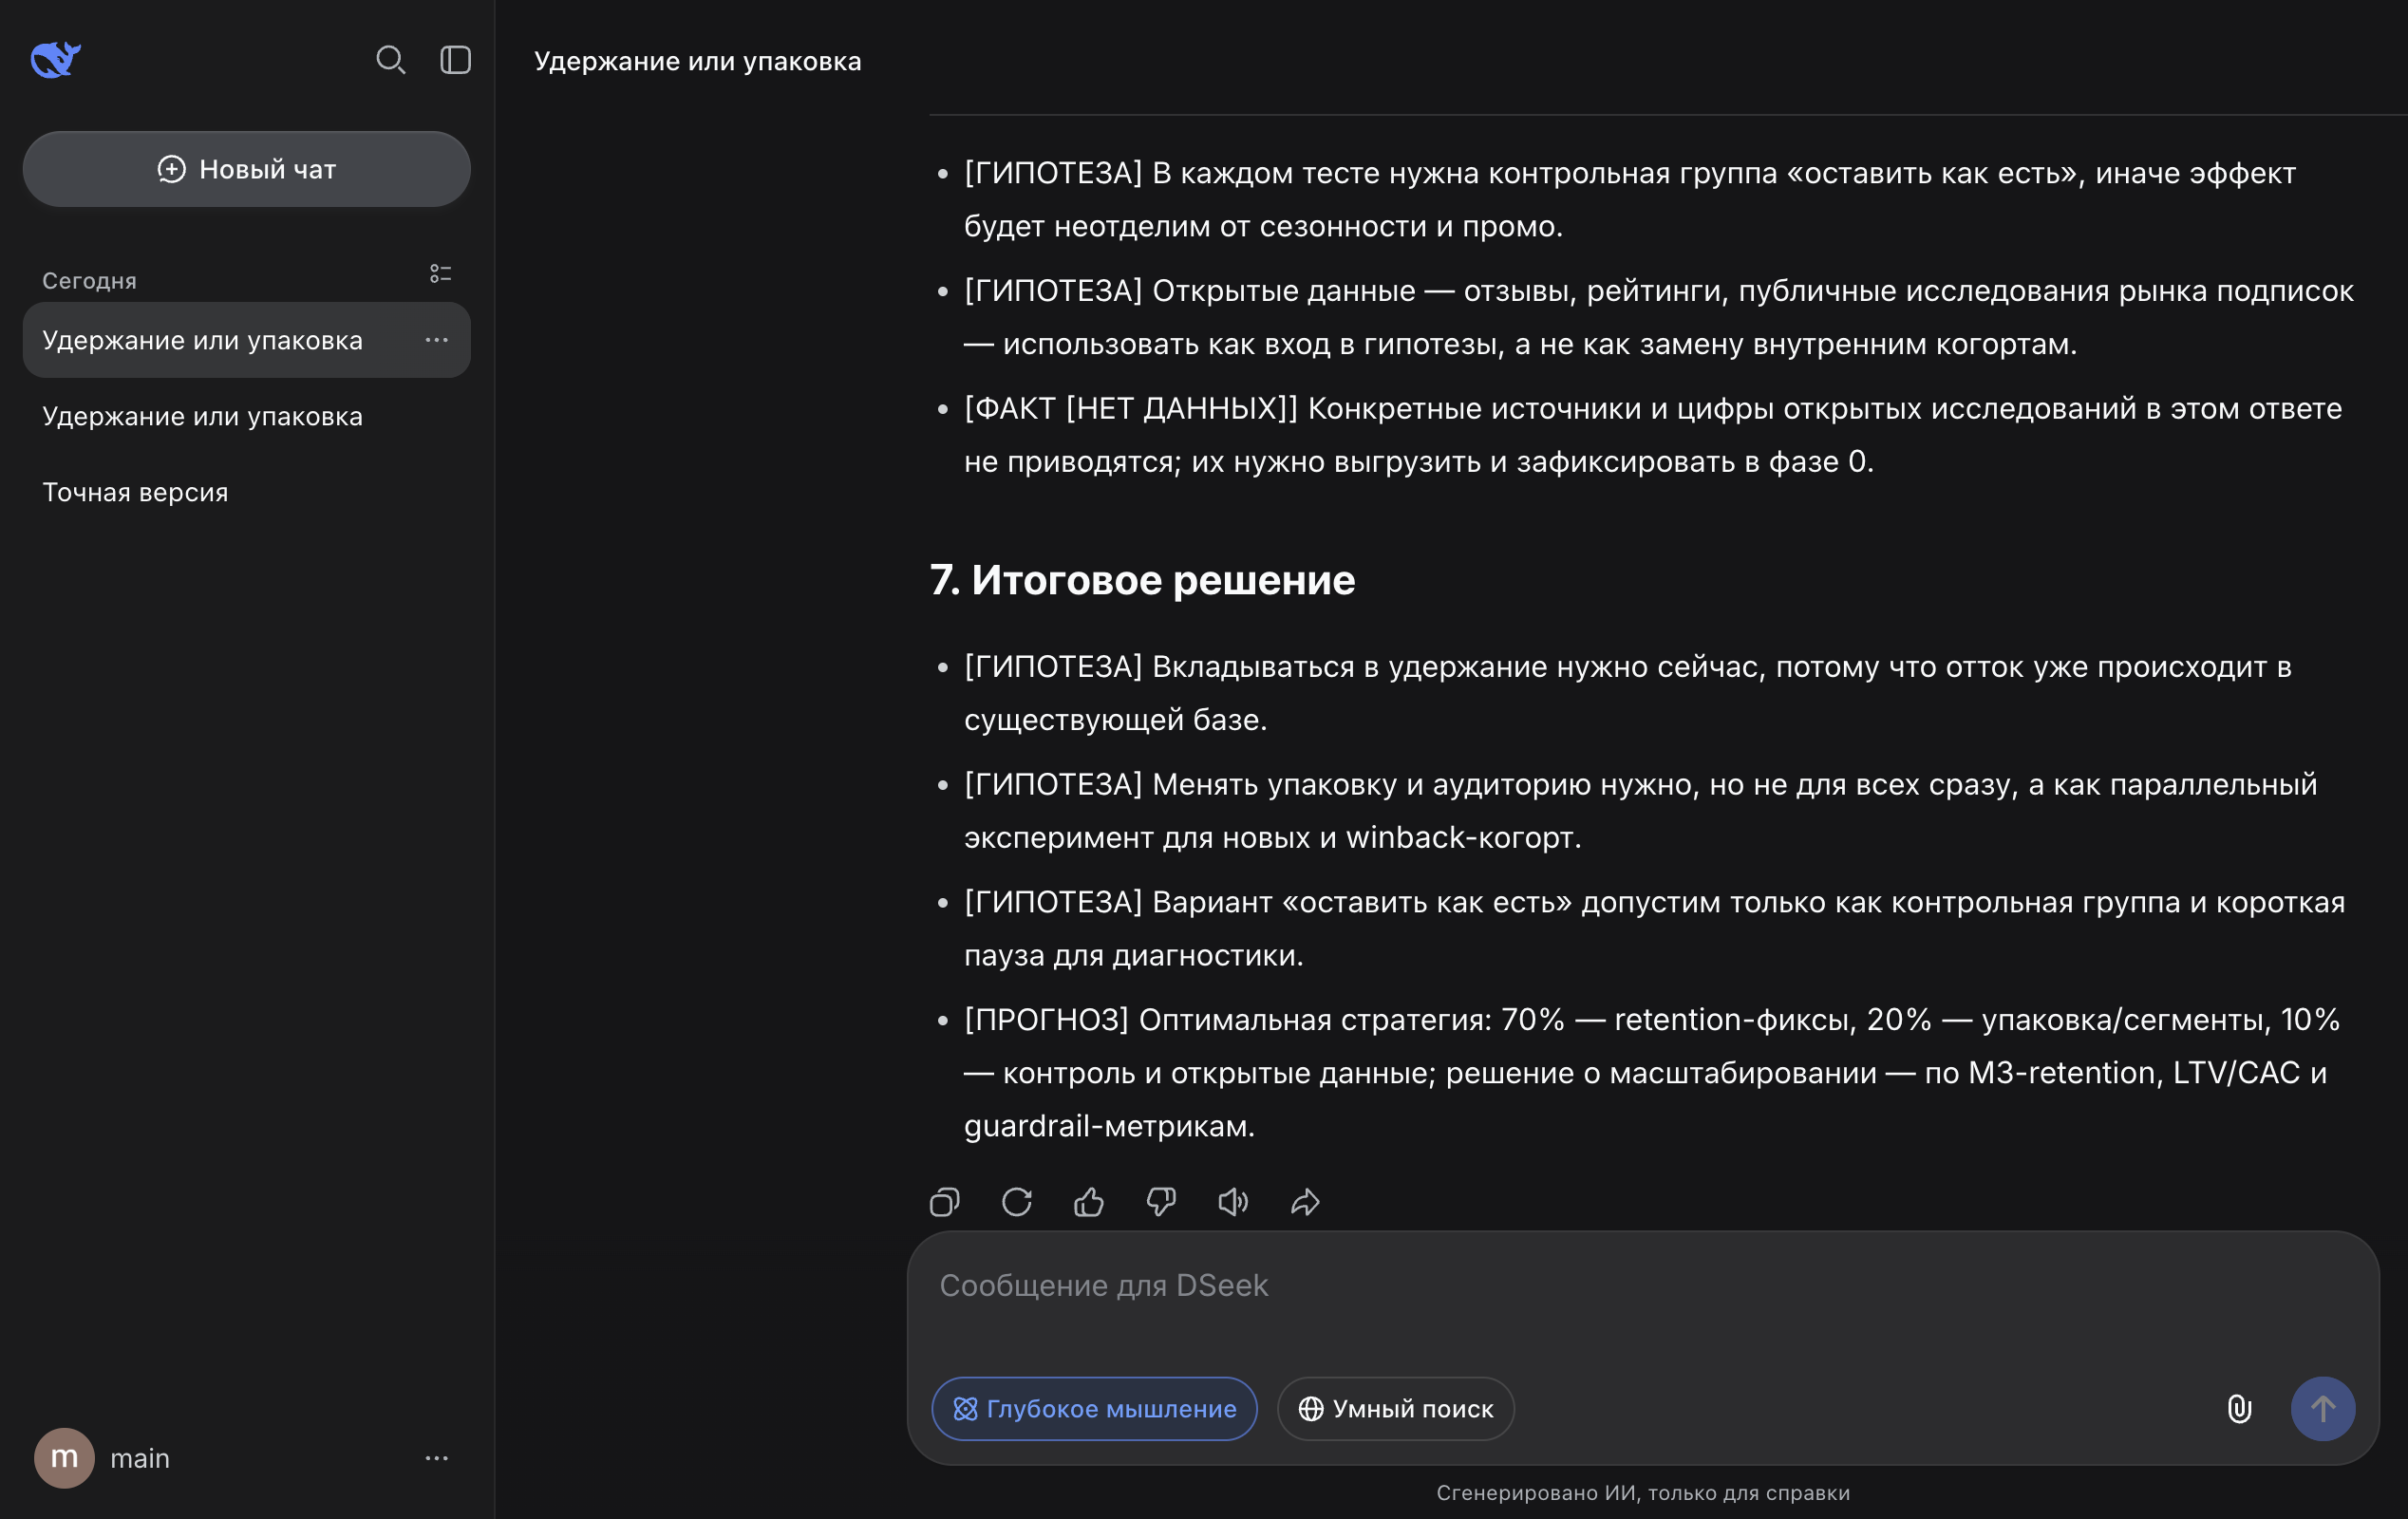 Удержание или упаковка
Новый чат
Сегодня
Удержание или упаковка
Удержание или упаковка
Точная версия
m main
• [ГИПОТЕЗА] В каждом тесте нужна контрольная группа «оставить как есть», иначе эффект
будет неотделим от сезонности и промо.
• [ГИПОТЕЗА] Открытые данные — отзывы, рейтинги, публичные исследования рынка подписок
— использовать как вход в гипотезы, а не как замену внутренним когортам.
• [ФАКТ [НЕТ ДАННЫХ]] Конкретные источники и цифры открытых исследований в этом ответе
не приводятся; их нужно выгрузить и зафиксировать в фазе 0.
7. Итоговое решение
• [ГИПОТЕЗА] Вкладываться в удержание нужно сейчас, потому что отток уже происходит в
существующей базе.
• [ГИПОТЕЗА] Менять упаковку и аудиторию нужно, но не для всех сразу, а как параллельный
эксперимент для новых и winback-когорт.
• [ГИПОТЕЗА] Вариант «оставить как есть» допустим только как контрольная группа и короткая
пауза для диагностики.
• [ПРОГНОЗ] Оптимальная стратегия: 70% — retention-фиксы, 20% — упаковка/сегменты, 10%
— контроль и открытые данные; решение о масштабировании — по M3-retention, LTV/CAC и
guardrail-метрикам.
Сообщение для DSeek
Глубокое мышление
Умный поиск
Сгенерировано ИИ, только для справки